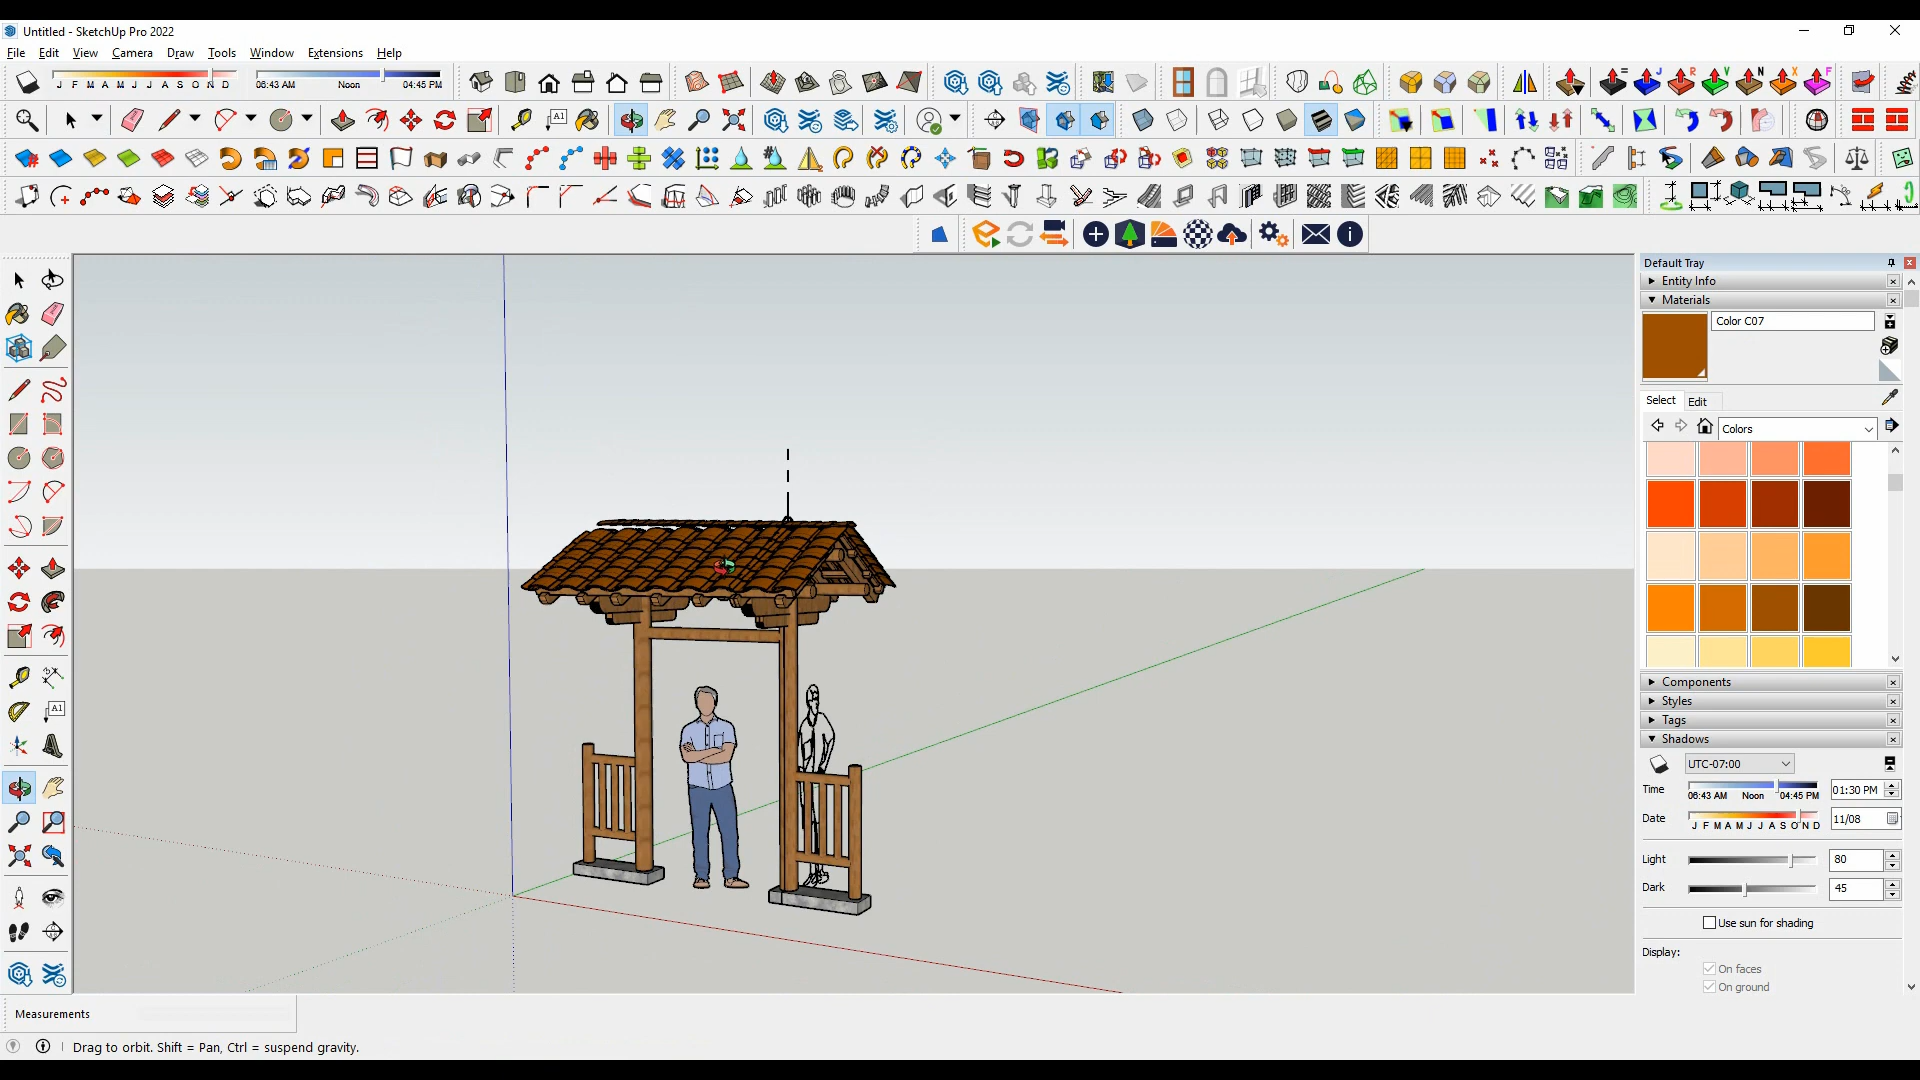 Untitled - SketchUp Pro 2022
File Edit View Camera Draw Tools Window Extensions Help
J F M A M J J A S O N D
06:43 AM Noon 04:45 PM
A1
Default Tray
Entity Info
Materials
Color C07
Select Edit
Colors
A1
Components
Styles
Tags
Shadows
UTC-07:00
Time 06:43 AM Noon 04:45 PM 01:30 PM
Date J F M A M J J A S O N D 11/08
Light 80
Dark 45
Use sun for shading
Display:
On faces
On ground
Measurements
Drag to orbit. Shift = Pan, Ctrl = suspend gravity.